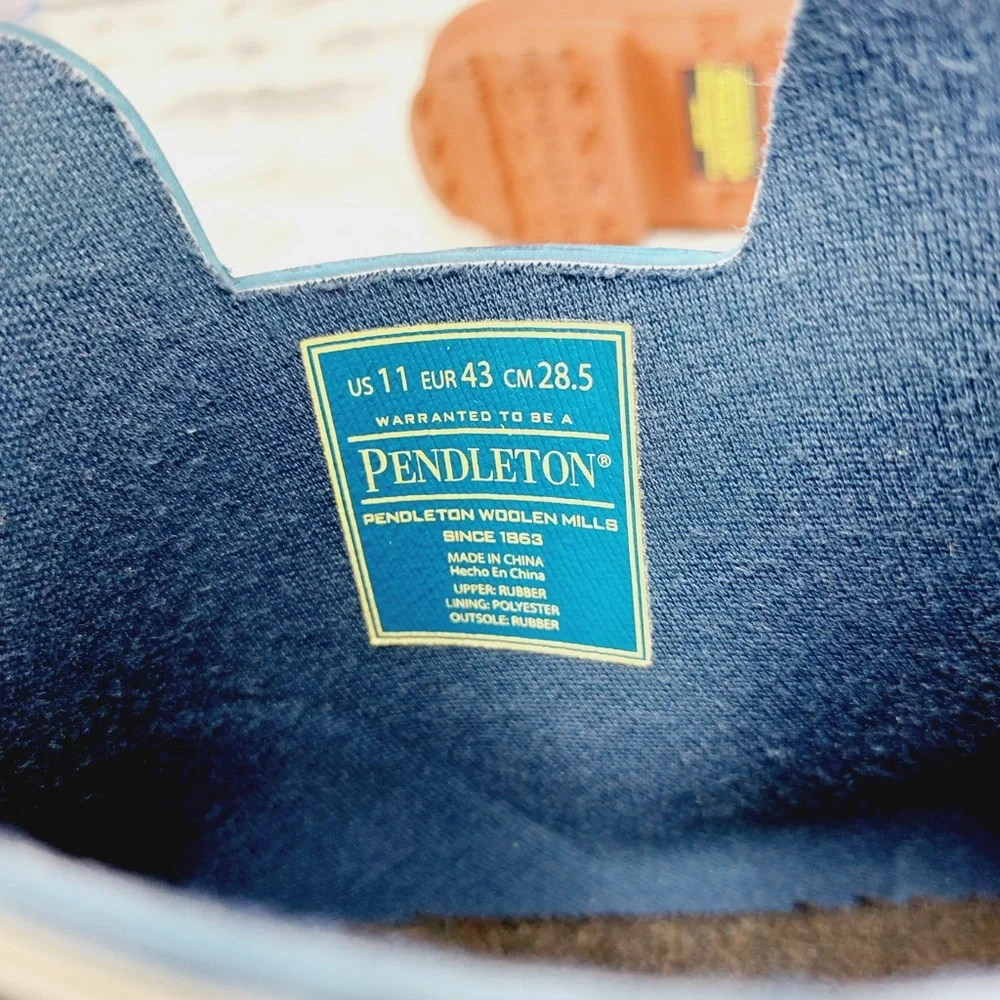 US 11 EUR 43 CM 28.5
WARRANTED TO BE A
PENDLETON®
PENDLETON WOOLEN MILLS
SINCE 1863
MADE IN CHINA
Hecho En China
UPPER: RUBBER
LINING: POLYESTER
OUTSOLE: RUBBER